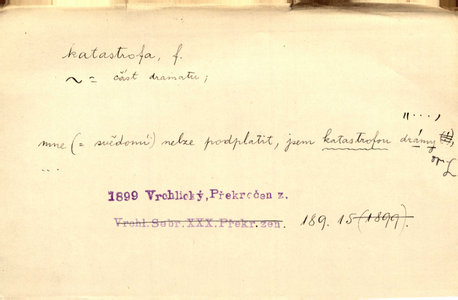 katastrofa, f.
~ = část dramatu;
„...,
mne (= svědomí) nelze podplatit, jsem katastrofou drámy
...
1899 Vrchlický, Překročen z.
Vrchl. Sebr. XXX. Překr. zen. 189. 15 (1899).